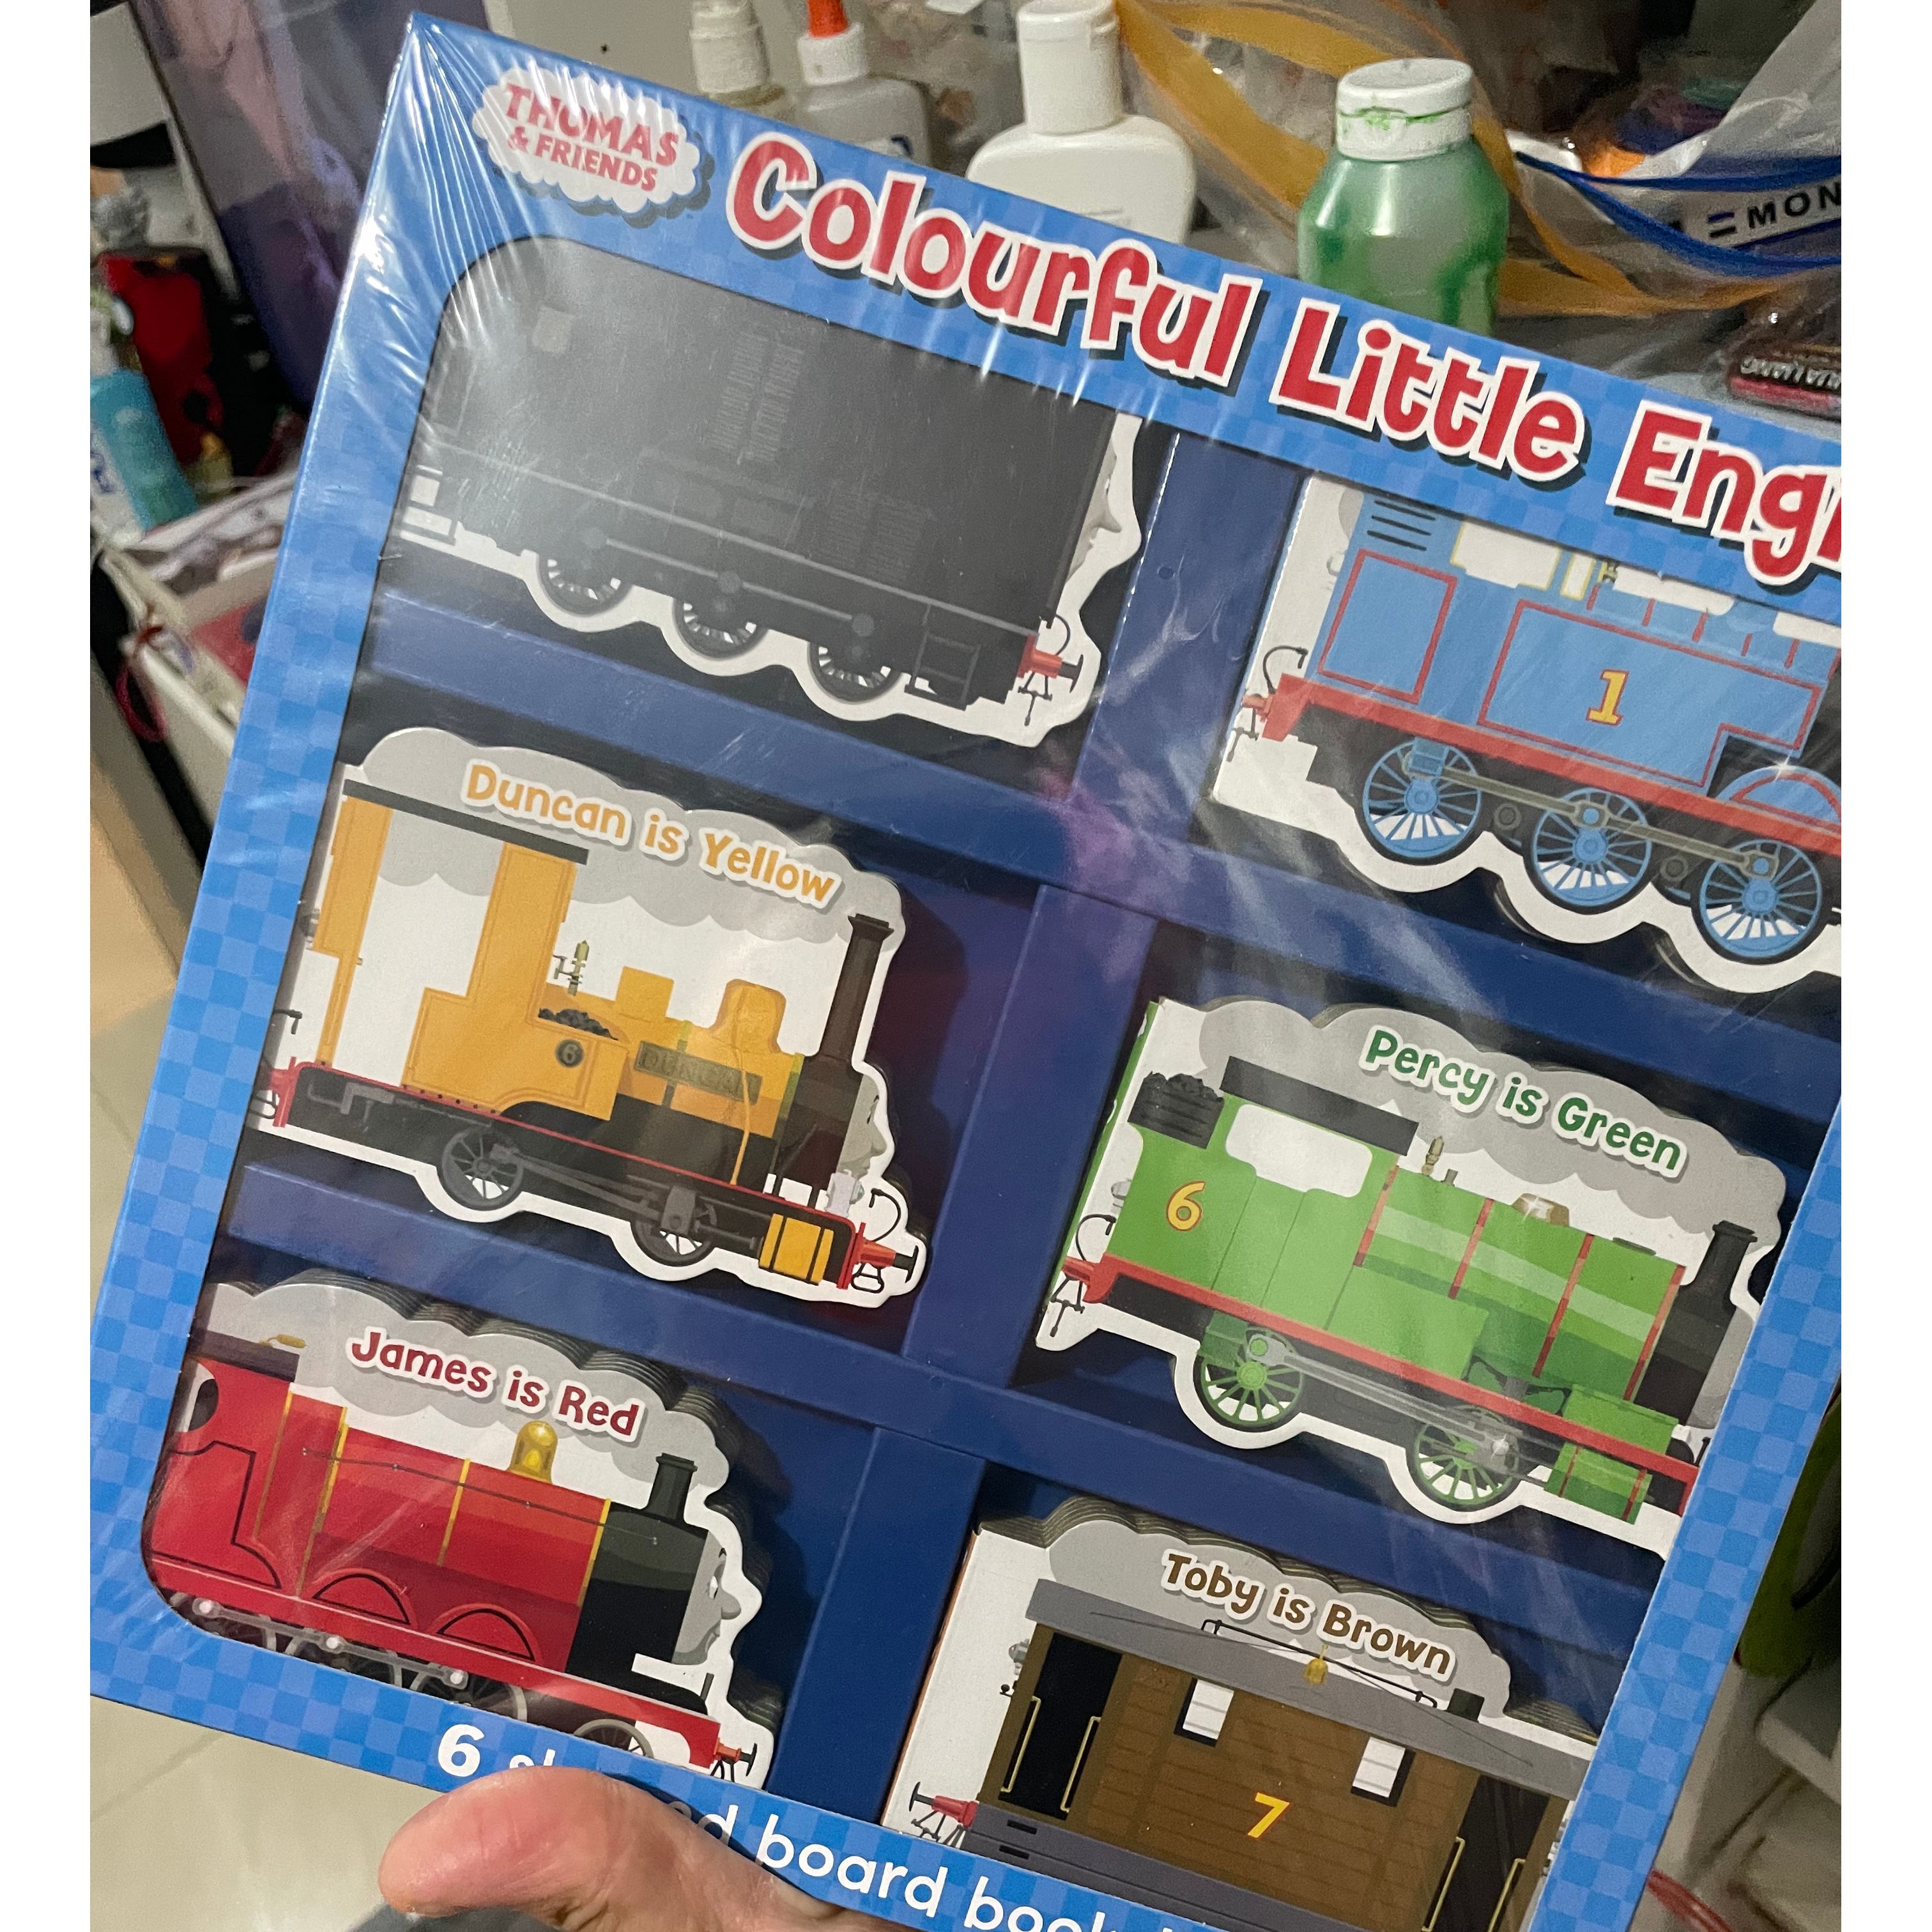 THOMAS
& FRIENDS
Colourful Little Eng
1
Duncan is Yellow
6
DUNCAN
Percy is Green
6
James is Red
Toby is Brown
7
6
board book
MON